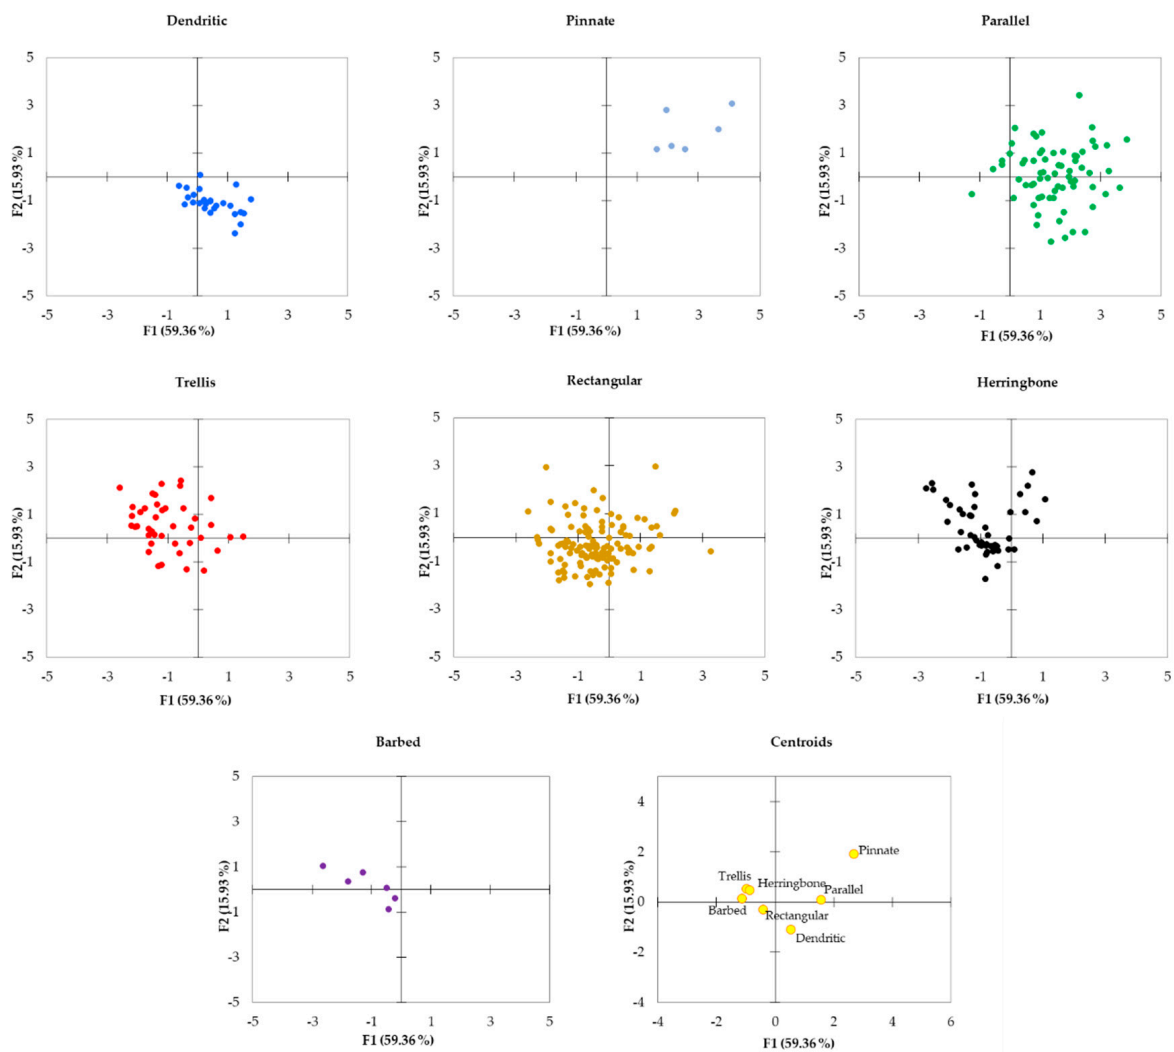 Dendritic
Pinnate
Parallel
5
3
1
-1
-3
-5
-5 -3 -1 1 3 5
F2 (15.93 %)
F1 (59.36 %)
5
3
1
-1
-3
-5
-5 -3 -1 1 3 5
F2 (15.93 %)
F1 (59.36 %)
5
3
1
-1
-3
-5
-5 -3 -1 1 3 5
F2 (15.93 %)
F1 (59.36 %)
Trellis
Rectangular
Herringbone
5
3
1
-1
-3
-5
-5 -3 -1 1 3 5
F2 (15.93 %)
F1 (59.36 %)
5
3
1
-1
-3
-5
-5 -3 -1 1 3 5
F2 (15.93 %)
F1 (59.36 %)
5
3
1
-1
-3
-5
-5 -3 -1 1 3 5
F2 (15.93 %)
F1 (59.36 %)
Barbed
Centroids
5
3
1
-1
-3
-5
-5 -3 -1 1 3 5
F2 (15.93 %)
F1 (59.36 %)
4
2
0
-2
-4
-4 -2 0 2 4 6
F2 (15.93 %)
F1 (59.36 %)
Pinnate
Trellis
Herringbone
Parallel
Barbed
Rectangular
Dendritic